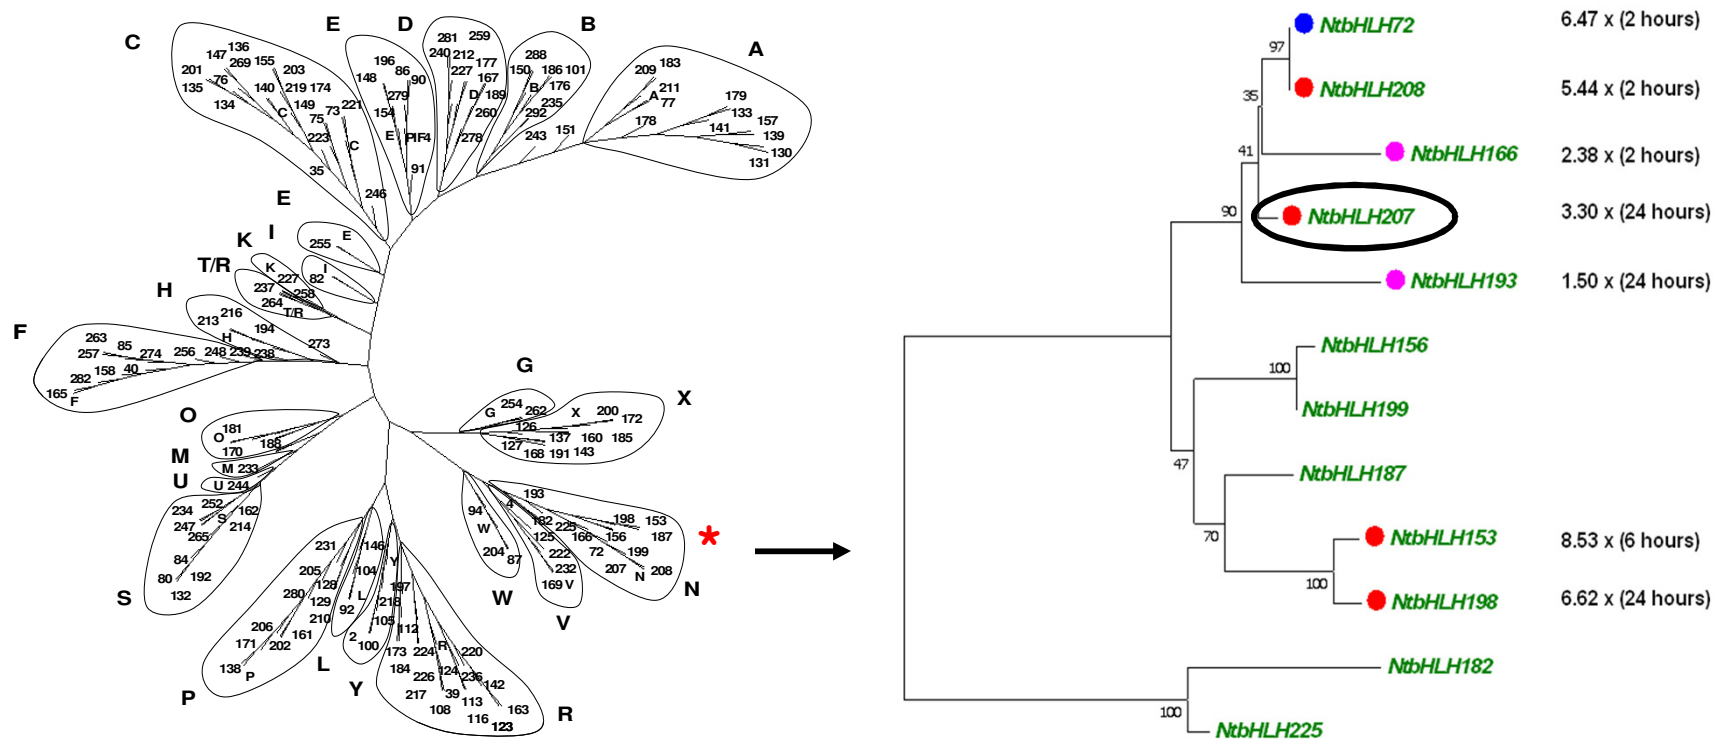 E D B
C A
281 259
136 240 212 288 183
147 269 155 196 86 177 150 186 101 209
201 76 203 148 90 227 167 176 211
135 140 219 174 279 D 189 B 235 A 77 179
134 C 149 73 221 154 260 292 178 133
75 141 157
223 C E PIF4 278 243 151 139
35 91 130
131
246
E
I E
K 255
T/R K I
227 82
237 258
264 T/R
H
216
213 194
F H
263 85 273
257 274 256 248 239 238
158 40
282
165 F
G
X
254
G 262 X 200 172
126
127 137 160 185
168 191 143
O
181
O 188
170
M
M 233
U
U 244
193
234 252 162 94 4
247 S 214 W 182 225 198 153
265 125 166 156 187
84 204 87 222 72 199
80 192 232 207 N 208
132 169 V
S W V N
*
231 146 Y
205 104 197
128
280 129 L 218
210 92 105
206 161 2 112
171 202 100
138 P
P L Y R
173 224 R 220
184 124
226 236 142
217 39 113
108 163
116 123
97 NtbHLH72 6.47 x (2 hours)
NtbHLH208 5.44 x (2 hours)
35
41 NtbHLH166 2.38 x (2 hours)
90 NtbHLH207 3.30 x (24 hours)
NtbHLH193 1.50 x (24 hours)
NtbHLH156
100
NtbHLH199
47 NtbHLH187
70 NtbHLH153 8.53 x (6 hours)
100 NtbHLH198 6.62 x (24 hours)
NtbHLH182
100
NtbHLH225